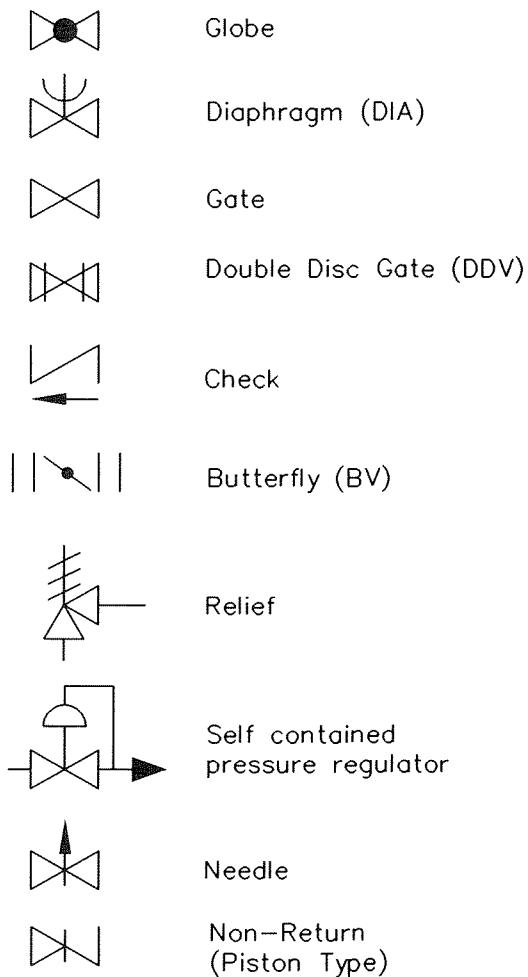 Globe
Diaphragm (DIA)
Gate
Double Disc Gate (DDV)
Check
Butterfly (BV)
Relief
Self contained
pressure regulator
Needle
Non-Return
(Piston Type)